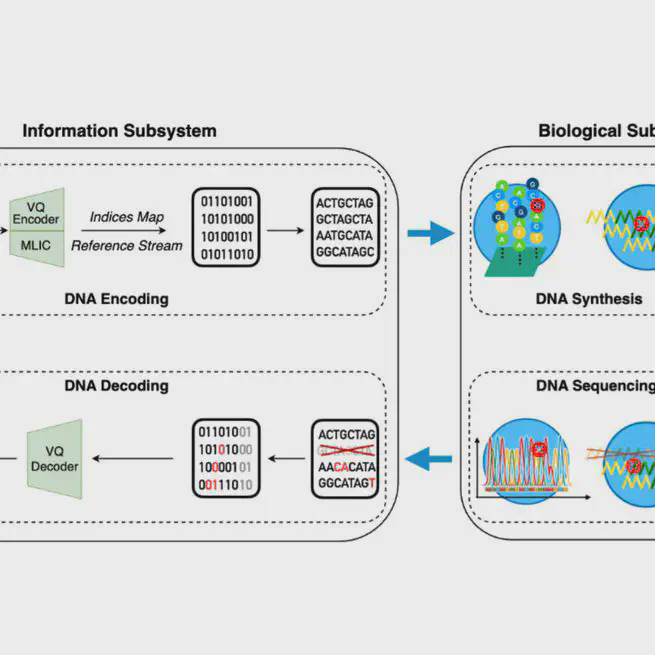 Information Subsystem
Biological Sub
VQ
Encoder
MLIC
Indices Map
Reference Stream
01101001
10101000
10100101
01011010
ACTGCTAG
GCTAGCTA
AATGCATA
GGCATAGC
DNA Encoding
DNA Synthesis
DNA Decoding
DNA Sequencing
VQ
Decoder
01101001
10101000
10000101
00111010
ACTGCTAG
AACACATA
GGCATAGT